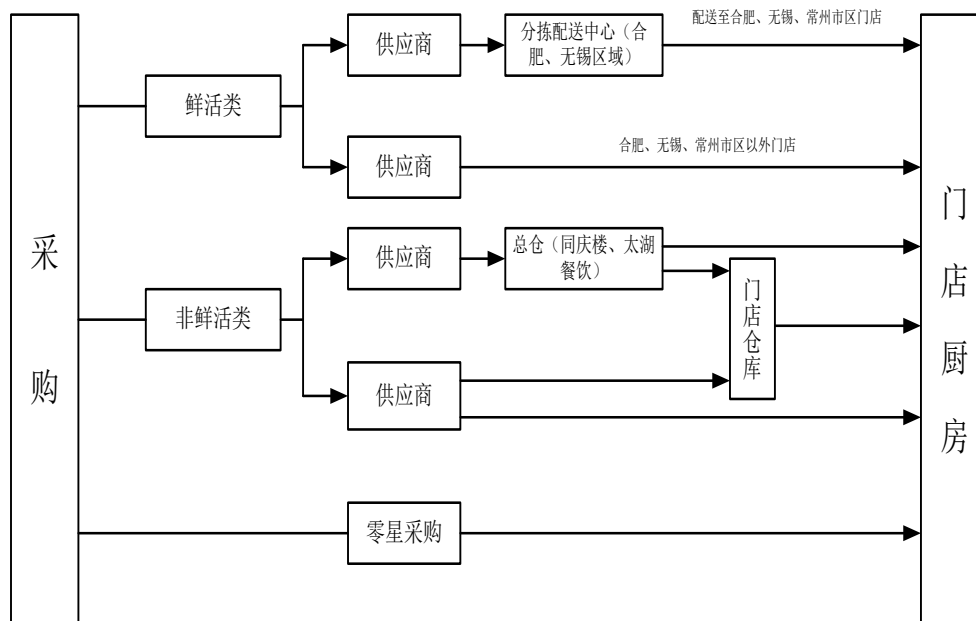 采购
鲜活类
供应商
分拣配送中心（合
肥、无锡区域）
配送至合肥、无锡、常州市区门店
供应商
合肥、无锡、常州市区以外门店
非鲜活类
供应商
总仓（同庆楼、太湖
餐饮）
门店仓库
供应商
零星采购
门店厨房